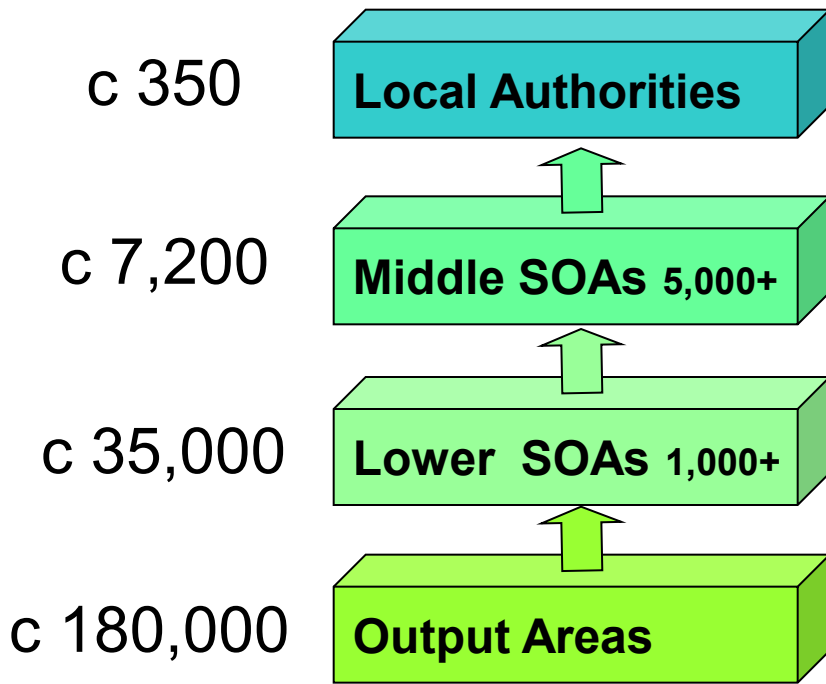 c 350 Local Authorities
c 7,200 Middle SOAs 5,000+
c 35,000 Lower SOAs 1,000+
c 180,000 Output Areas